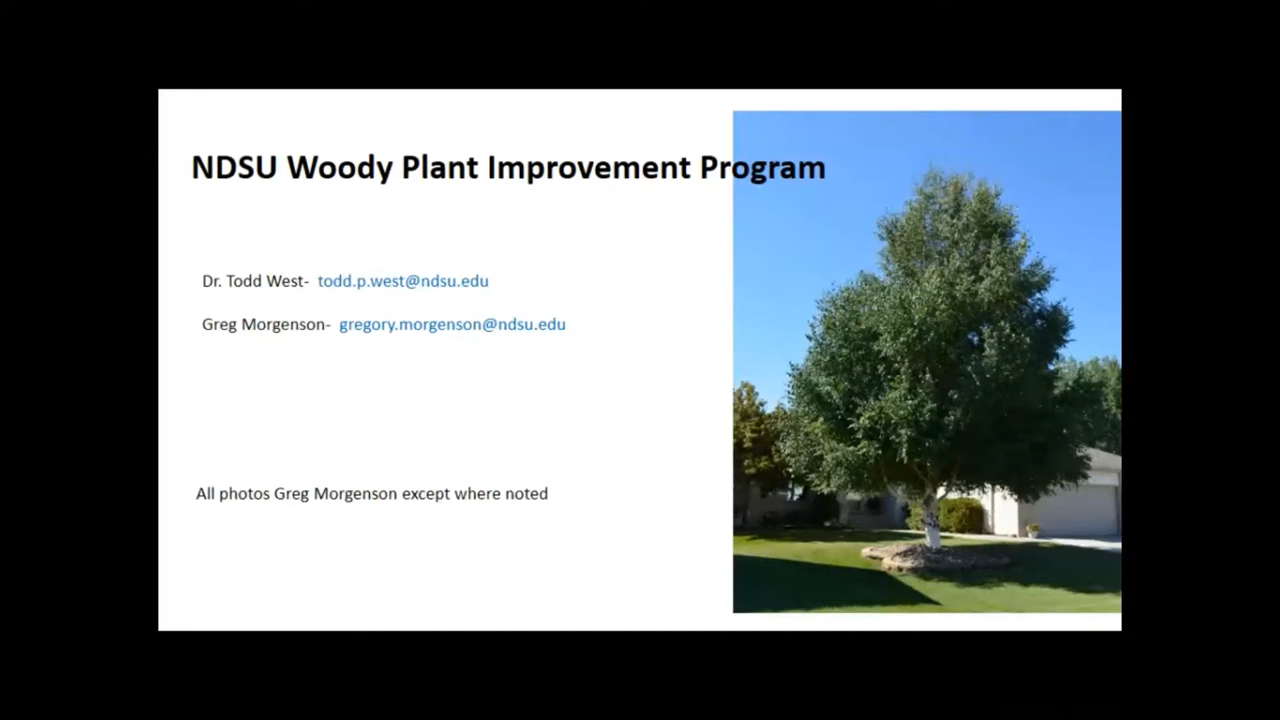 NDSU Woody Plant Improvement Program
Dr. Todd West-  todd.p.west@ndsu.edu
Greg Morgenson-  gregory.morgenson@ndsu.edu
All photos Greg Morgenson except where noted